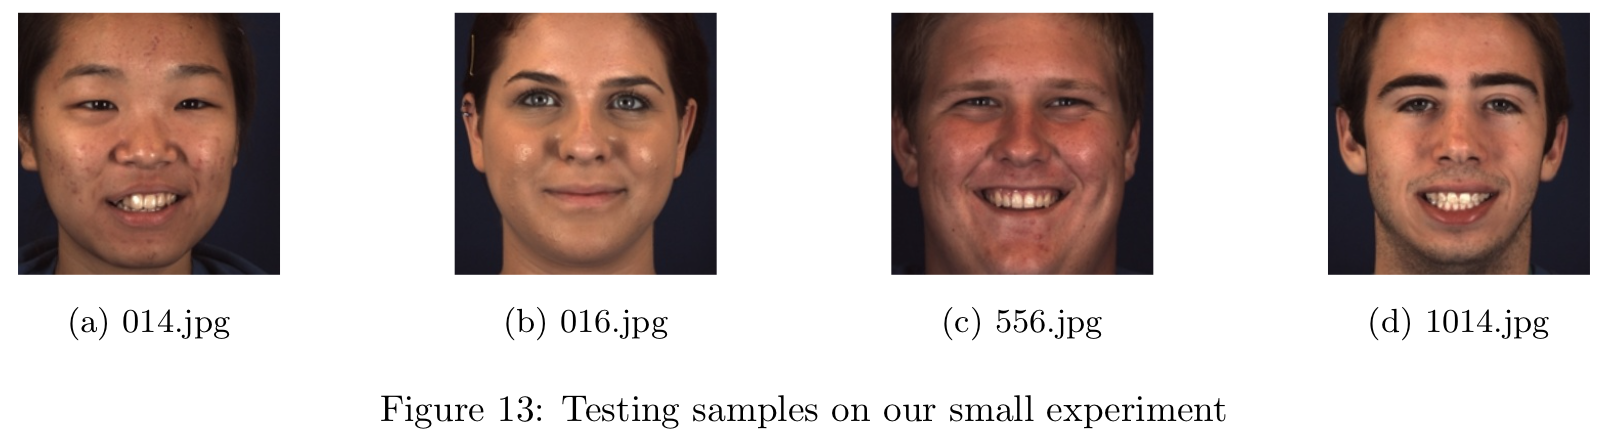 (a) 014.jpg (b) 016.jpg (c) 556.jpg (d) 1014.jpg
Figure 13: Testing samples on our small experiment